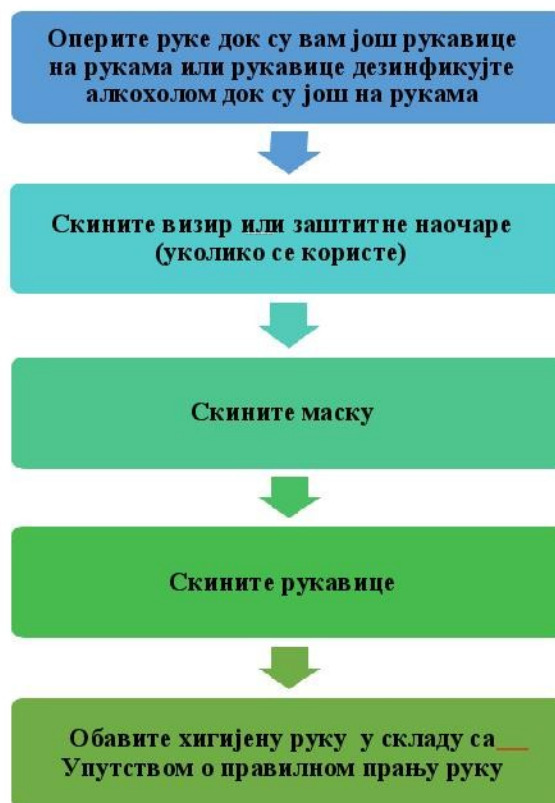 Оперите руке док су вам још рукавице
на рукама или рукавице дезинфикујте
алкохолом док су још на рукама
Скините визир или заштитне наочаре
(уколико се користе)
Скините маску
Скините рукавице
Обавите хигијену руку у складу са
Упутством о правилном прању руку